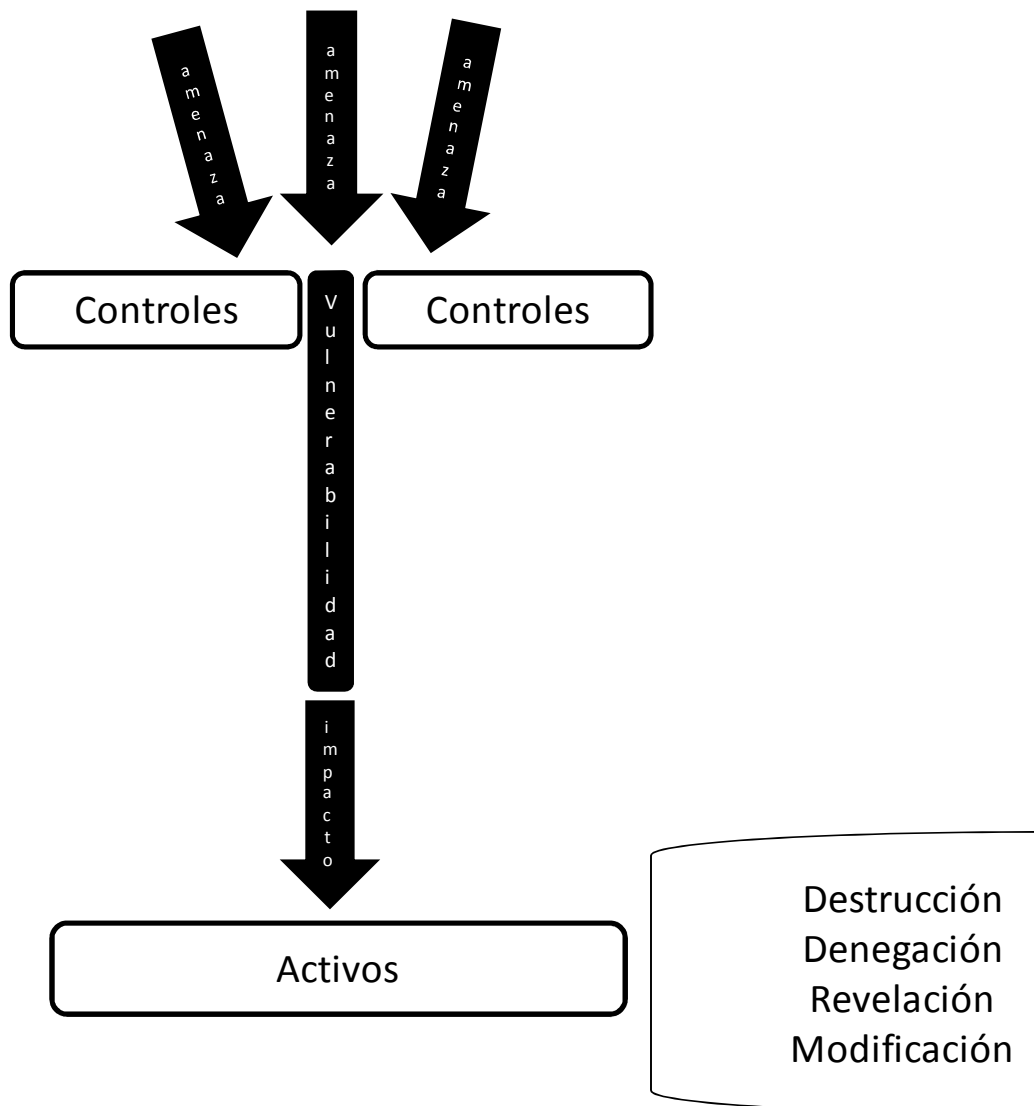 amenaza
amenaza
amenaza
Controles
Vulnerabilidad
Controles
impacto
Activos
Destrucción
Denegación
Revelación
Modificación